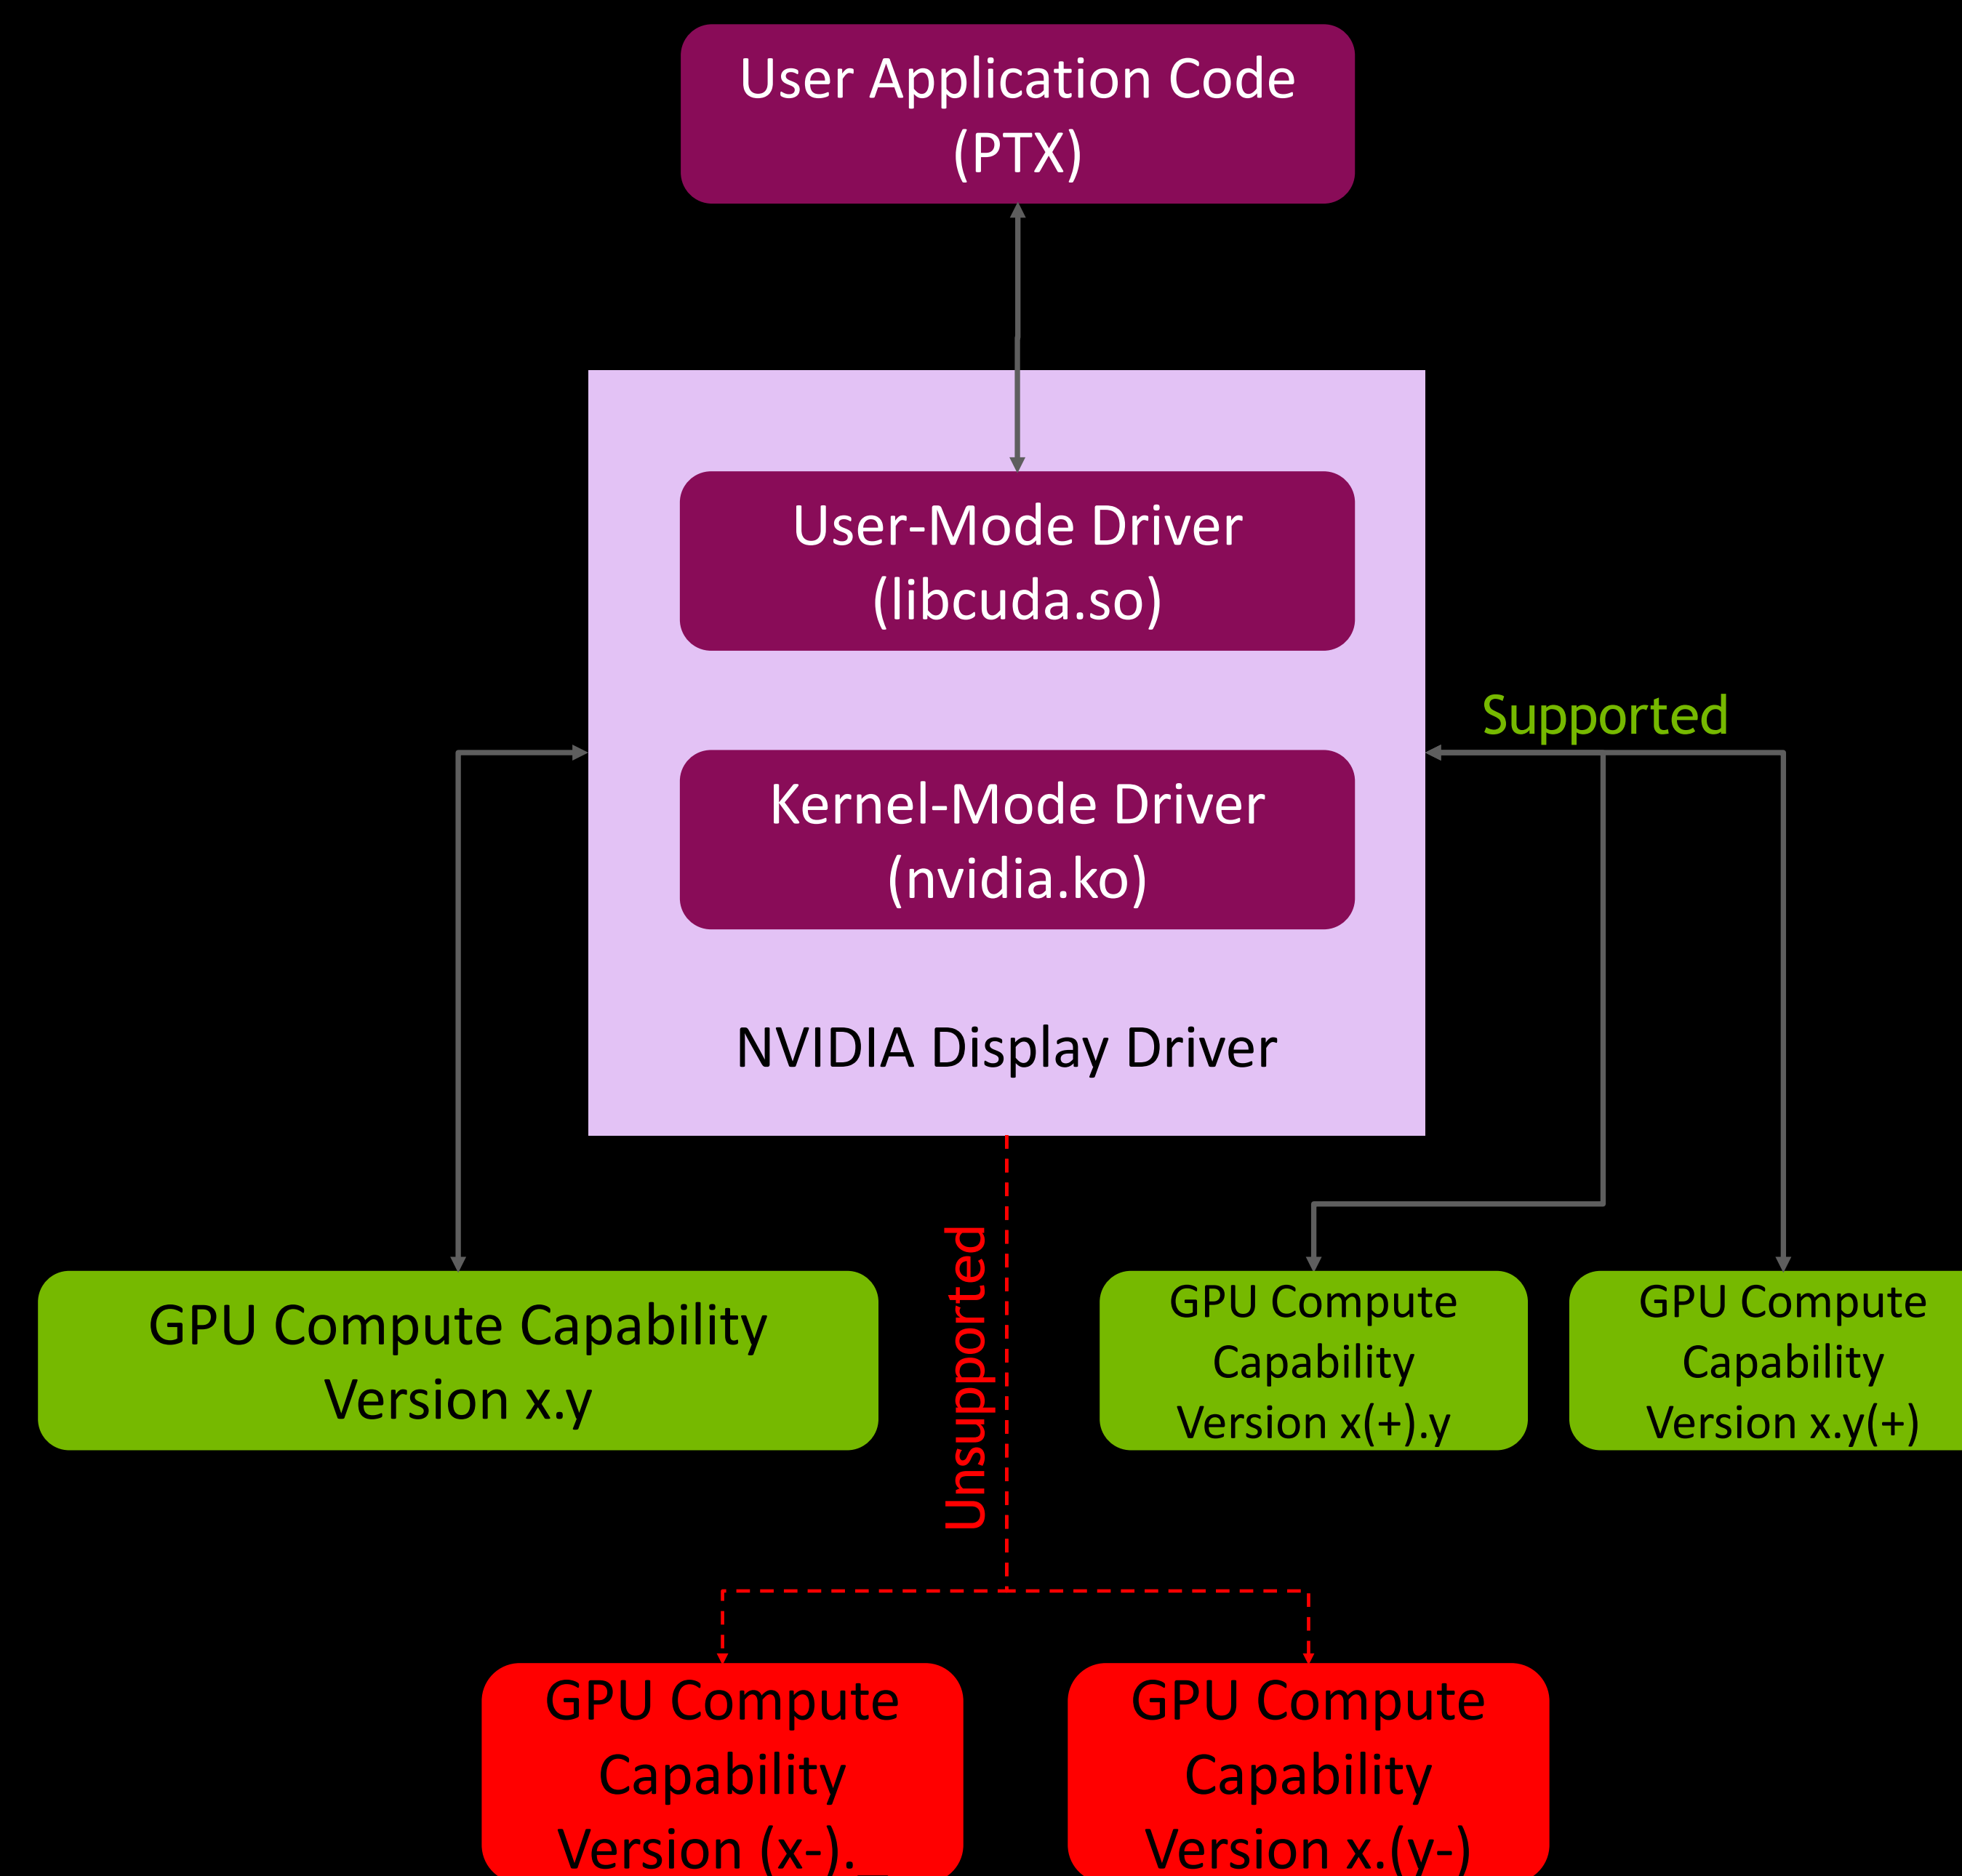 User Application Code
(PTX)
User-Mode Driver
(libcuda.so)
Supported
Kernel-Mode Driver
(nvidia.ko)
NVIDIA Display Driver
Unsupported
GPU Compute Capability
Version x.y
GPU Compute
Capability
Version x(+).y
GPU Compute
Capability
Version x.y(+)
GPU Compute
Capability
Version (x-)._
GPU Compute
Capability
Version x.(y-)